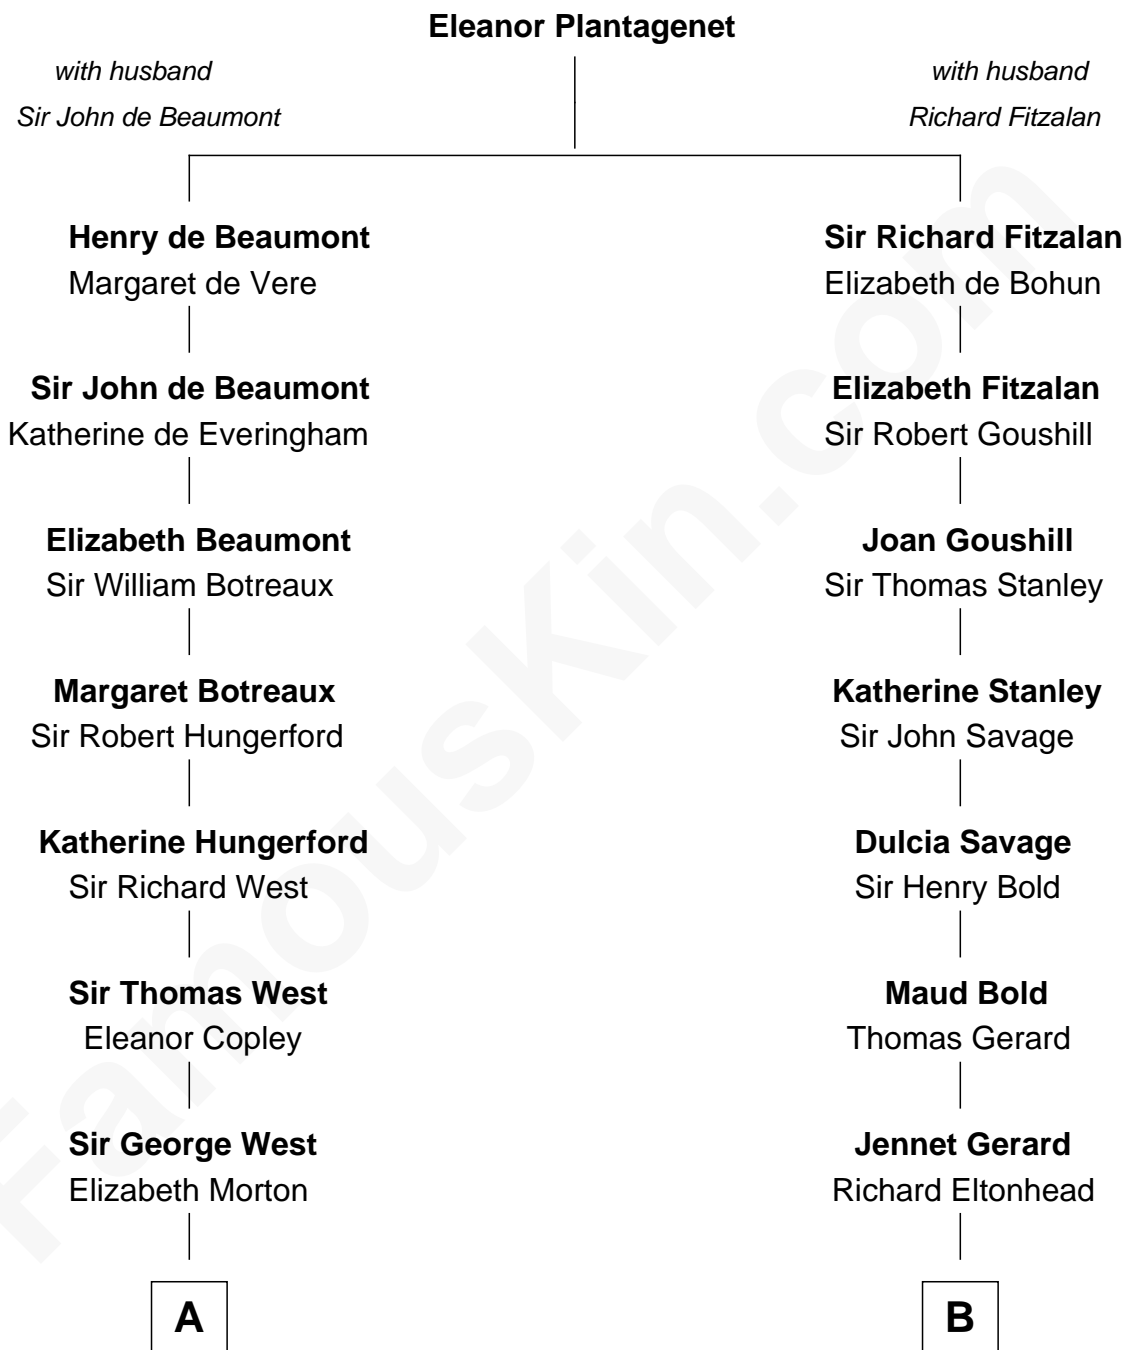 Eleanor Plantagenet
with husband
Sir John de Beaumont
with husband
Richard Fitzalan
Henry de Beaumont
Margaret de Vere
Sir Richard Fitzalan
Elizabeth de Bohun
Sir John de Beaumont
Katherine de Everingham
Elizabeth Fitzalan
Sir Robert Goushill
Elizabeth Beaumont
Sir William Botreaux
Joan Goushill
Sir Thomas Stanley
Margaret Botreaux
Sir Robert Hungerford
Katherine Stanley
Sir John Savage
Katherine Hungerford
Sir Richard West
Dulcia Savage
Sir Henry Bold
Sir Thomas West
Eleanor Copley
Maud Bold
Thomas Gerard
Sir George West
Elizabeth Morton
Jennet Gerard
Richard Eltonhead
A
B
FamousKin.com